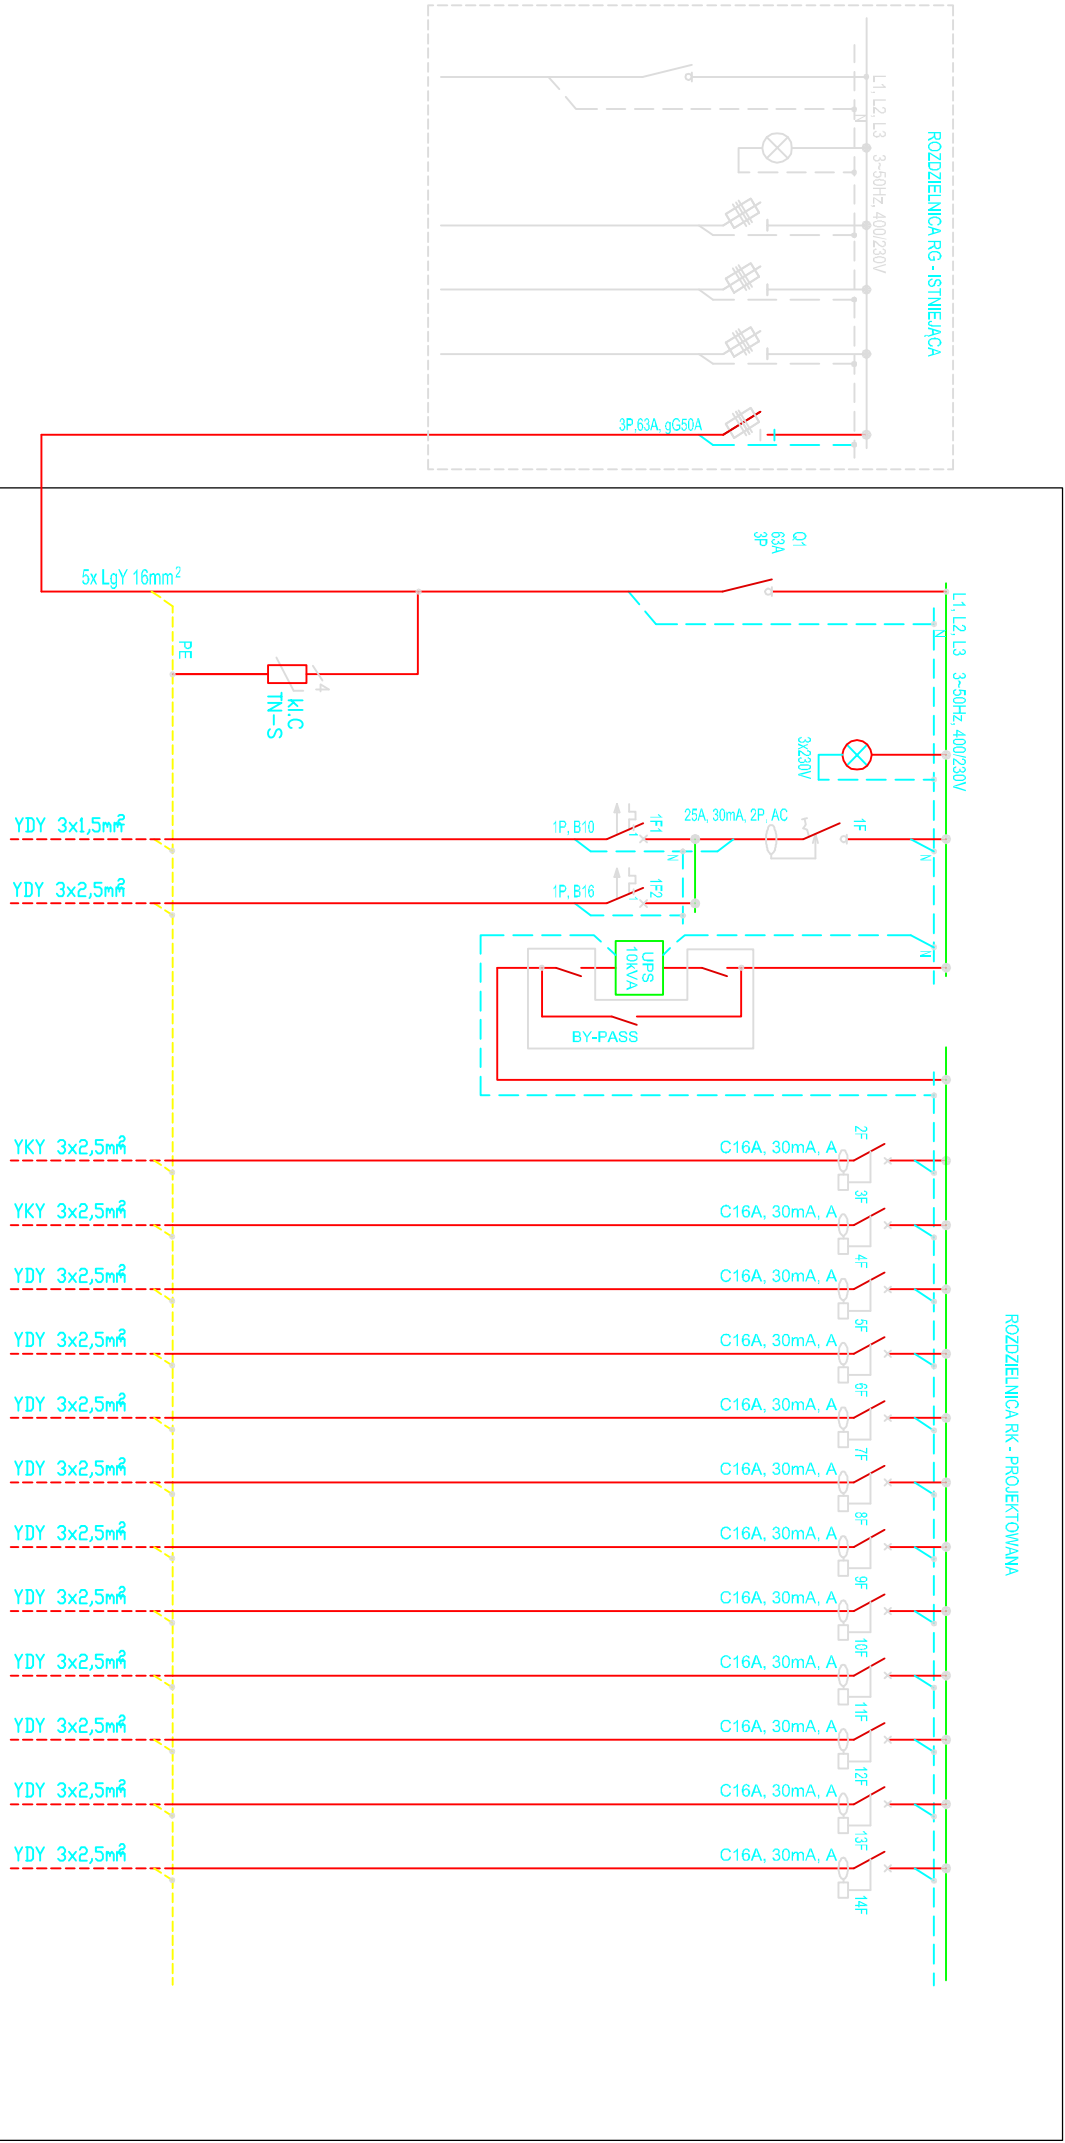 ROZDZIELNICA RG - ISTNIEJĄCA
L1, L2, L3   3~50Hz, 400/230V
N
3P,63A, gG50A
ROZDZIELNICA RK - PROJEKTOWANA
L1, L2, L3   3~50Hz, 400/230V
N
Q1
63A
3P
5x LgY 16mm²
PE
4
kl.C
TN-S
3x230V
YDY 3x1,5mm²
1P, B10
1F1
25A, 30mA, 2P, AC
1F
N
N
YDY 3x2,5mm²
1P, B16
1F2
UPS
10kVA
N
BY-PASS
YKY 3x2,5mm²
C16A, 30mA, A
2F
YKY 3x2,5mm²
C16A, 30mA, A
3F
YDY 3x2,5mm²
C16A, 30mA, A
4F
YDY 3x2,5mm²
C16A, 30mA, A
5F
YDY 3x2,5mm²
C16A, 30mA, A
6F
YDY 3x2,5mm²
C16A, 30mA, A
7F
YDY 3x2,5mm²
C16A, 30mA, A
8F
YDY 3x2,5mm²
C16A, 30mA, A
9F
YDY 3x2,5mm²
C16A, 30mA, A
10F
YDY 3x2,5mm²
C16A, 30mA, A
11F
YDY 3x2,5mm²
C16A, 30mA, A
12F
YDY 3x2,5mm²
C16A, 30mA, A
13F
14F